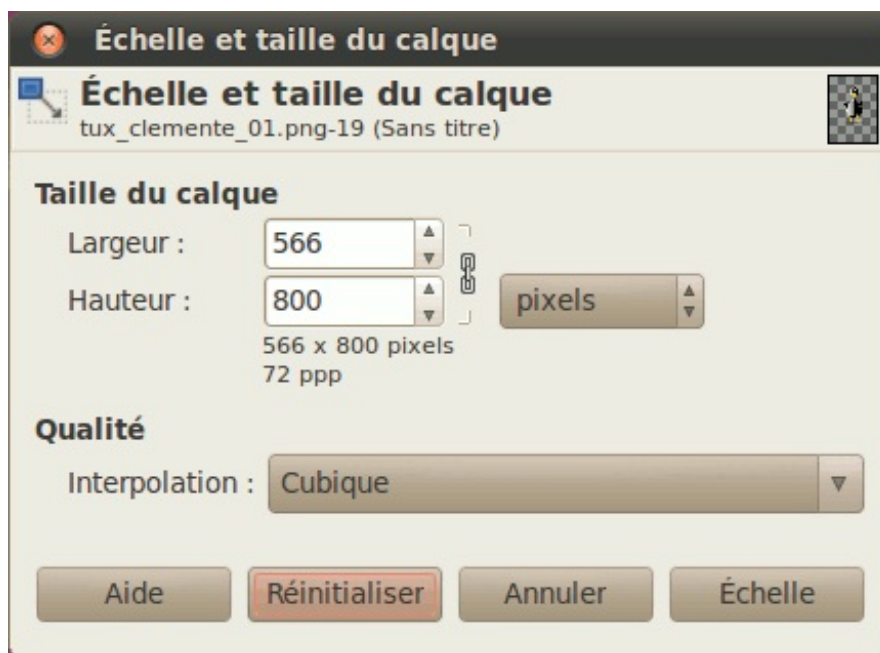 Échelle et taille du calque
Échelle et taille du calque
tux_clemente_01.png-19 (Sans titre)
Taille du calque
Largeur : 566
Hauteur : 800 pixels
566 x 800 pixels
72 ppp
Qualité
Interpolation : Cubique
Aide Réinitialiser Annuler Échelle